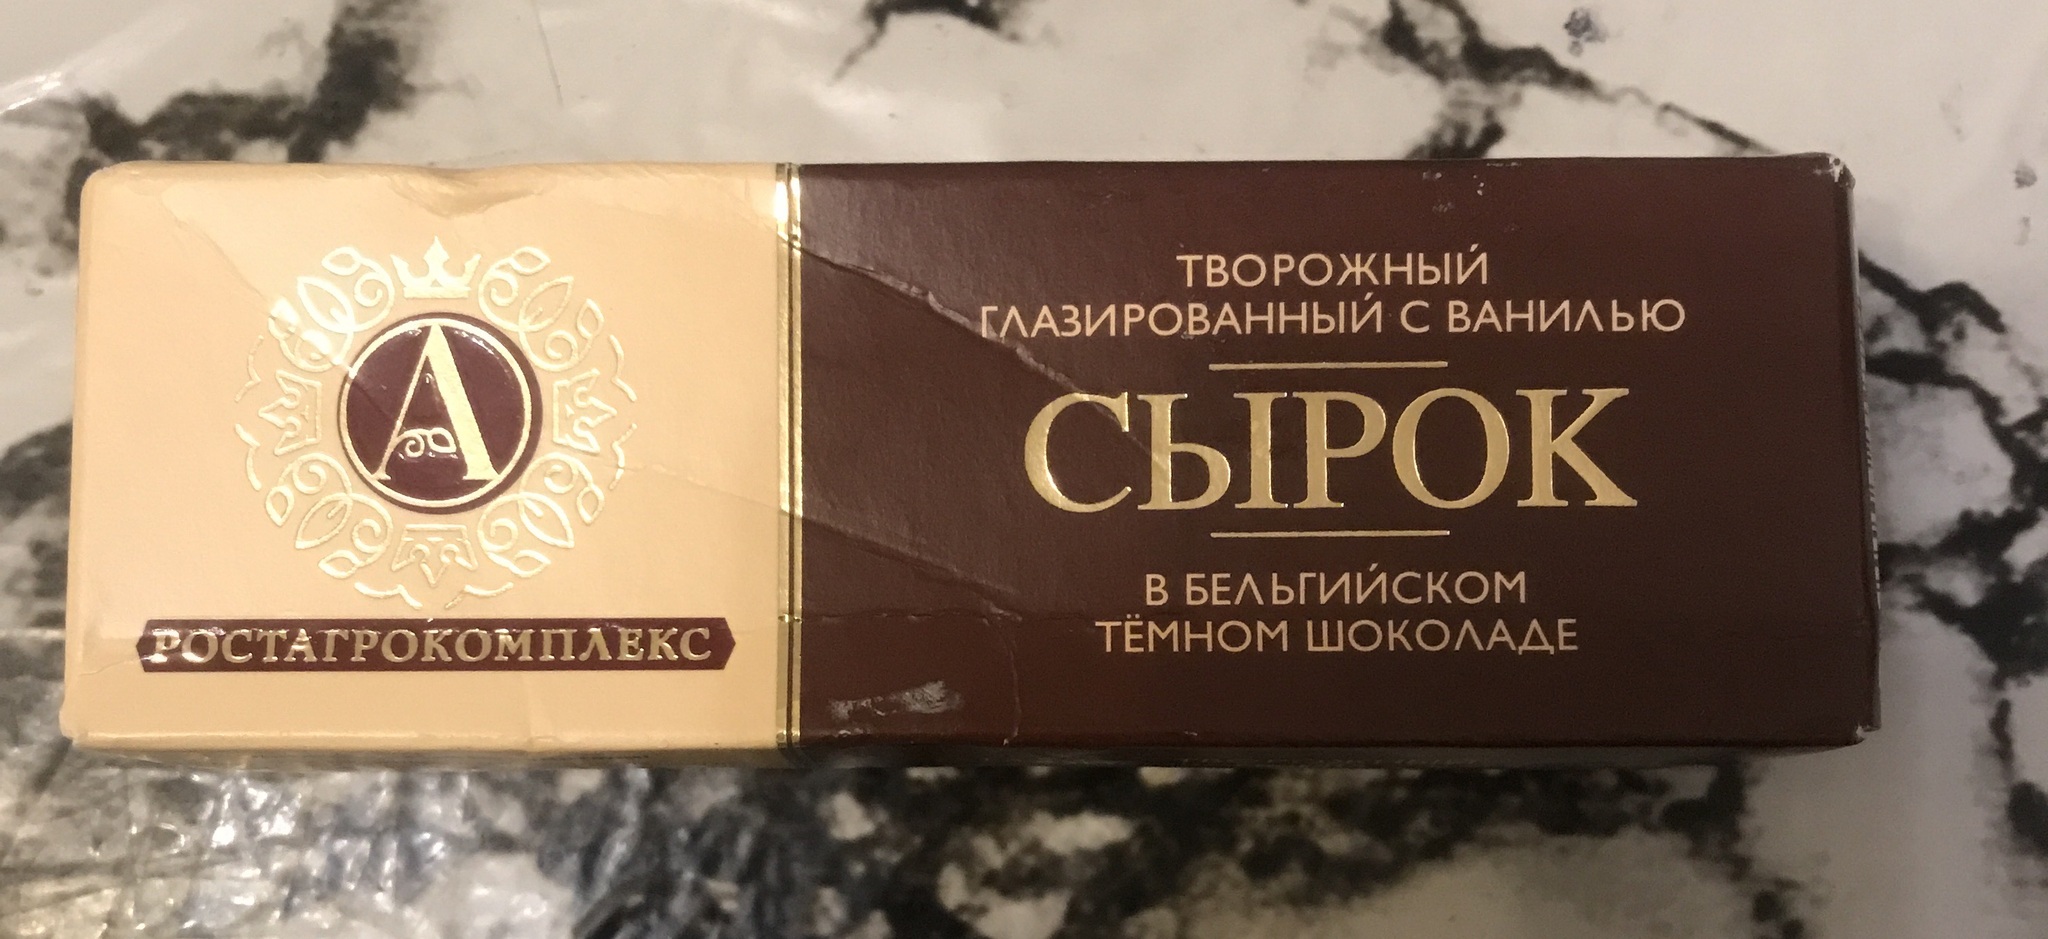 А
РОСТАГРОКОМПЛЕКС
ТВОРОЖНЫЙ
ГЛАЗИРОВАННЫЙ С ВАНИЛЬЮ
СЫРОК
В БЕЛЬГИЙСКОМ
ТЁМНОМ ШОКОЛАДЕ